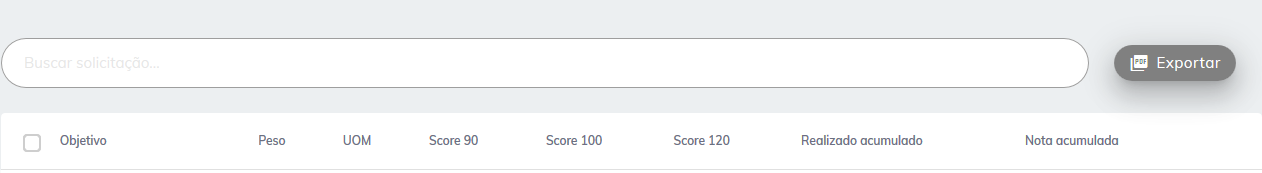 Buscar solicitação...
PDF Exportar
Objetivo Peso UOM Score 90 Score 100 Score 120 Realizado acumulado Nota acumulada